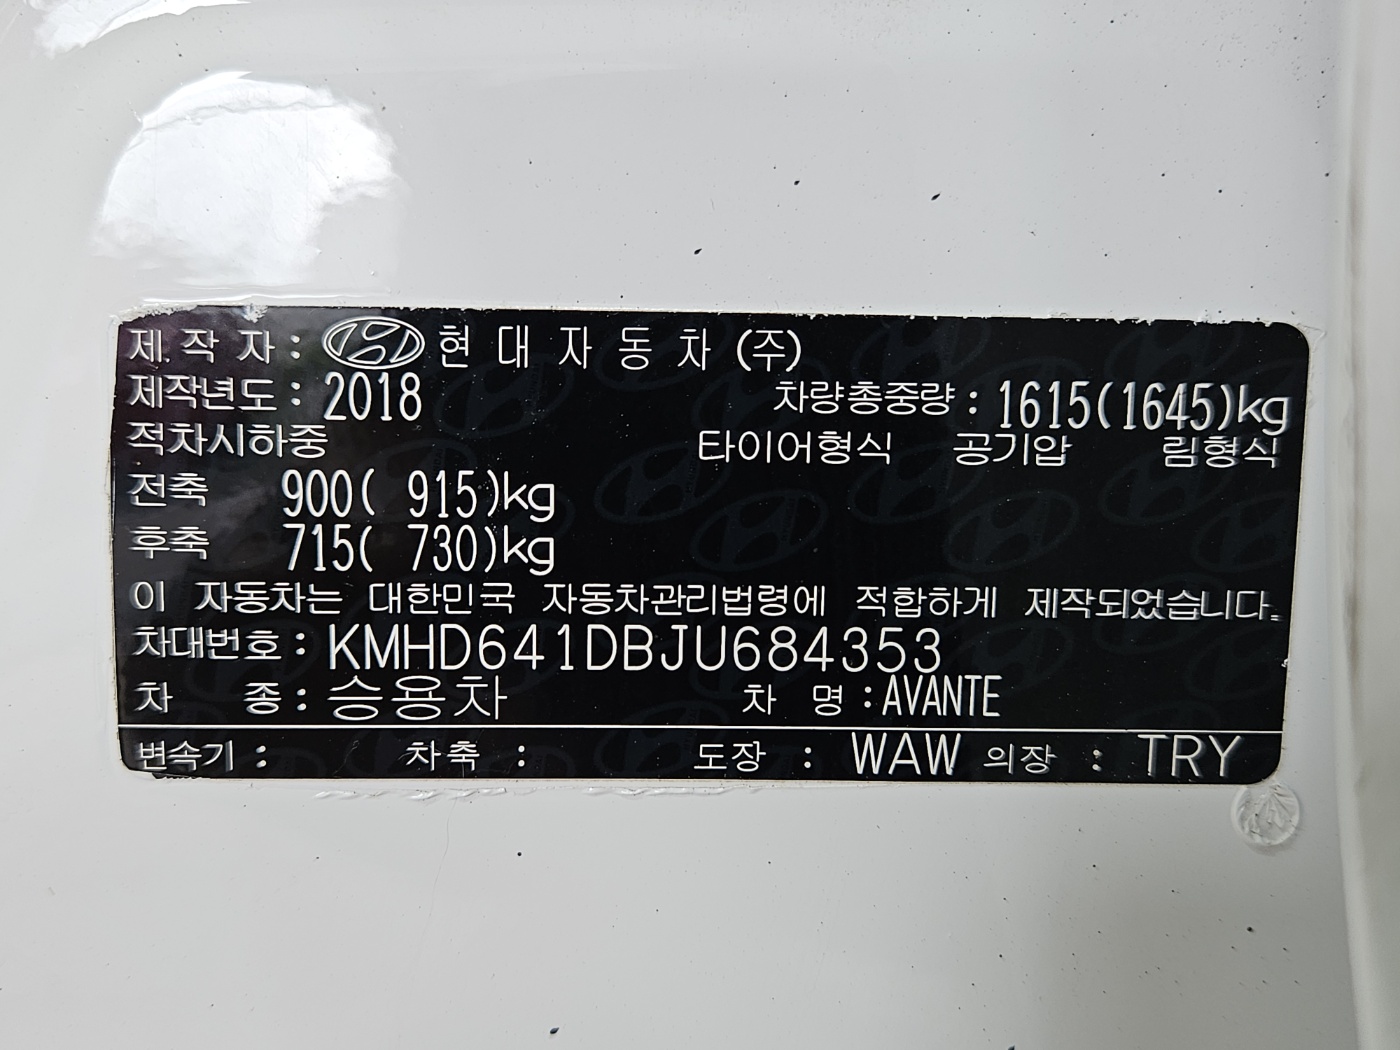 제 작 자 : 현 대 자 동 차 (주)
제작년도 : 2018 차량총중량 : 1615(1645)kg
적차시하중 타이어형식 공기압 림형식
전축 900( 915)kg
후축 715( 730)kg
이 자동차는 대한민국 자동차관리법령에 적합하게 제작되었습니다.
차대번호 : KMHD641DBJU684353
차 종 : 승용차 차 명 : AVANTE
변속기 : 차축 : 도장 : WAW 의장 : TRY